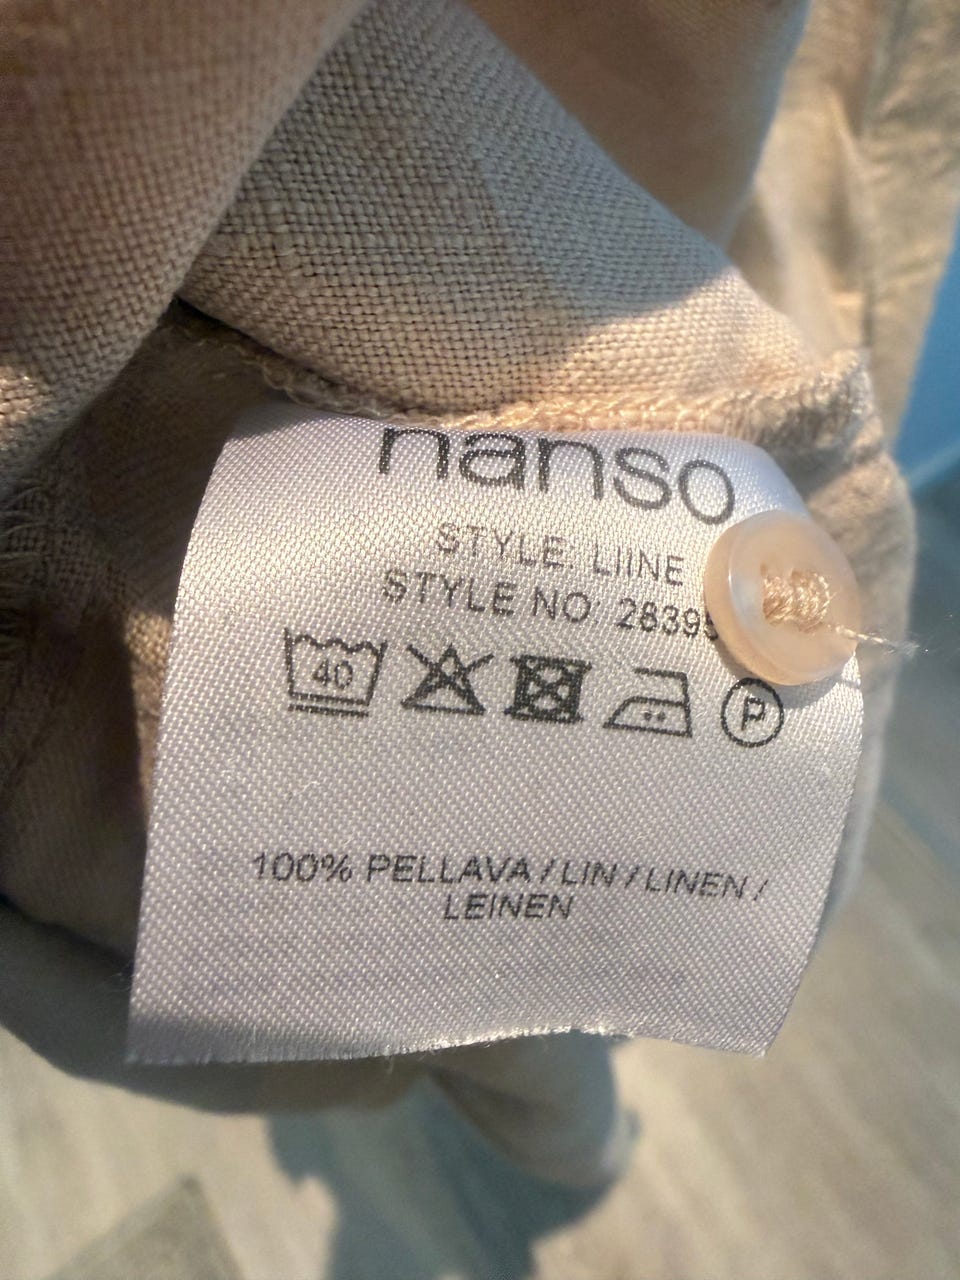 nanso
STYLE: LIINE
STYLE NO: 28395
40
P
100% PELLAVA / LIN / LINEN /
LEINEN